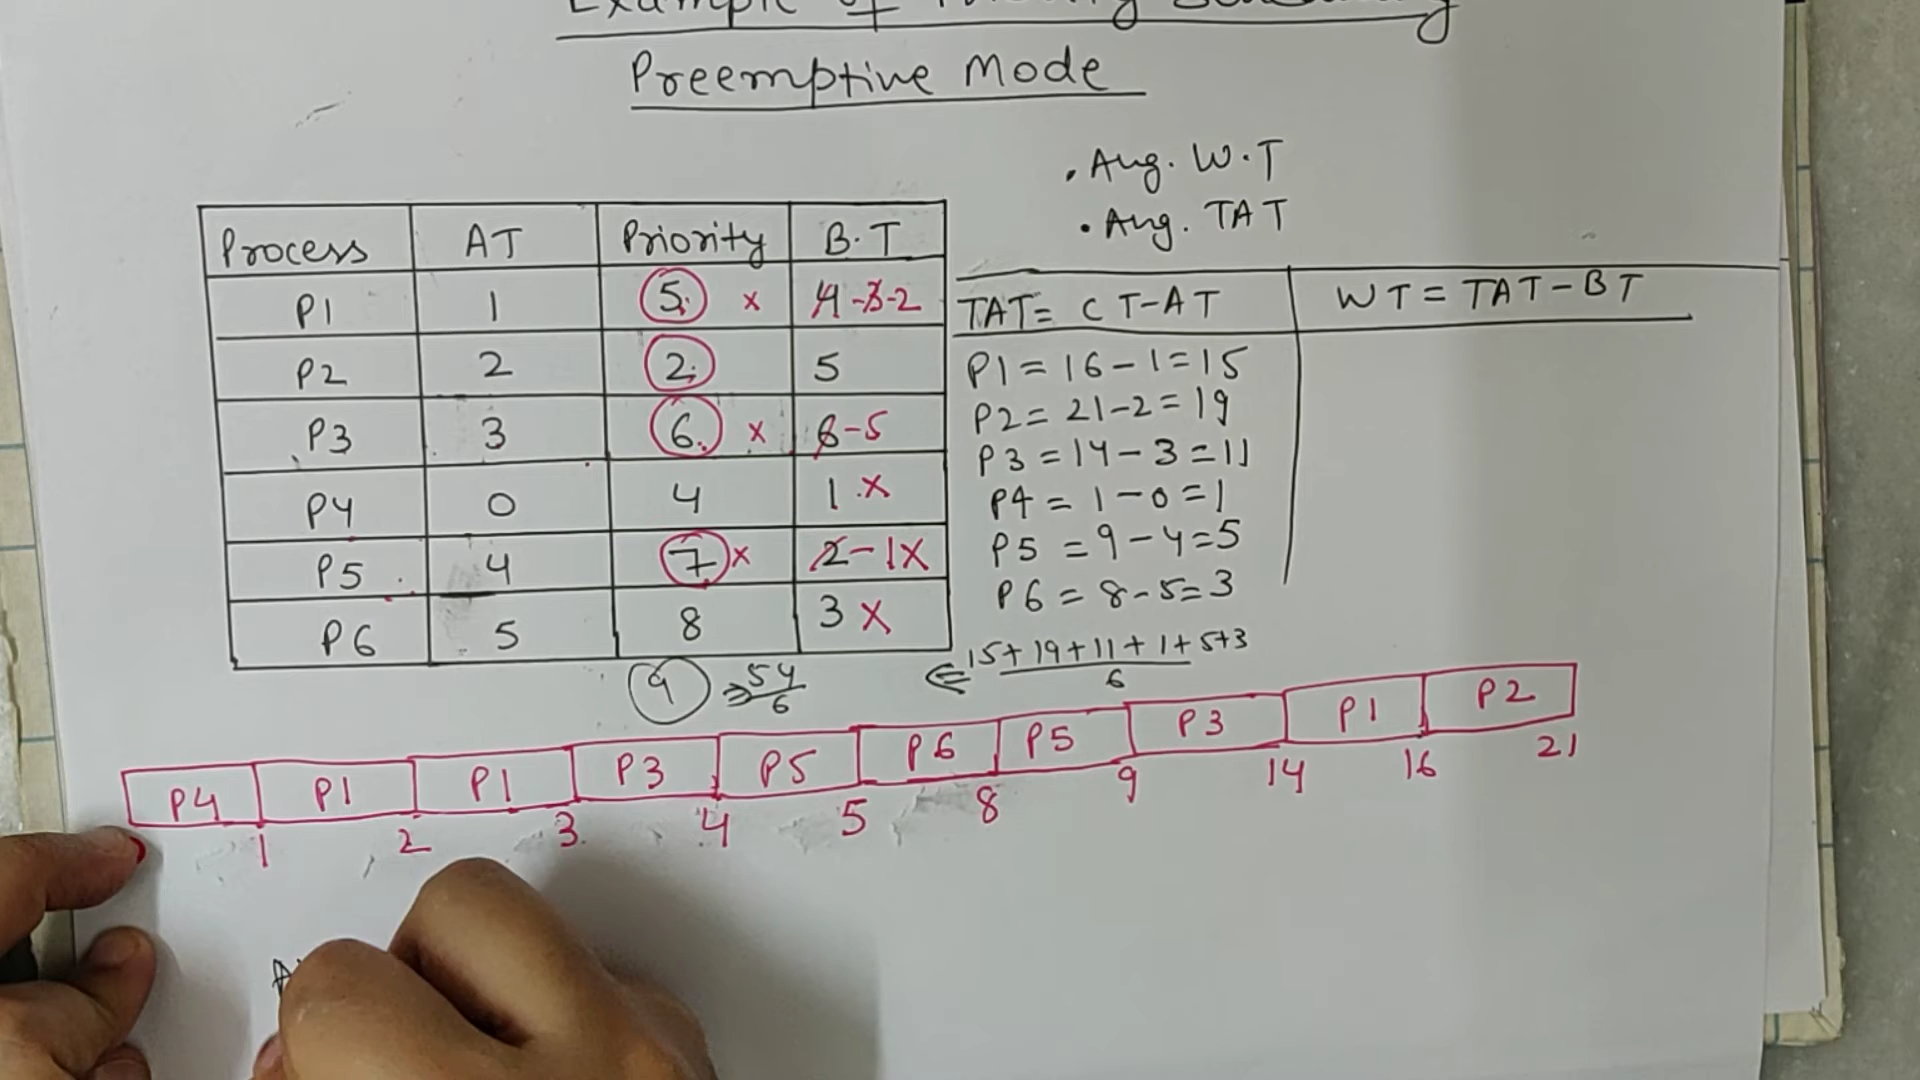 Example of Priority Scheduling
Preemptive Mode
. Avg. W.T
. Avg. TAT
Process AT Priority B.T
P1 1 5. x 4-3-2
P2 2 2. 5
P3 3 6. x 6-5
P4 0 4 1.x
P5 4 7 x 2-1x
P6 5 8 3 x
TAT= CT-AT WT = TAT-BT
P1 = 16-1=15
P2= 21-2=19
P3 =14-3=11
P4 = 1-0=1
P5 =9-4=5
P6 = 8-5=3
9 ⇒ 54/6 ⇐ 15+19+11+1+5+3/6
P4 P1 P1 P3 P5 P6 P5 P3 P1 P2
1 2 3 4 5 8 9 14 16 21